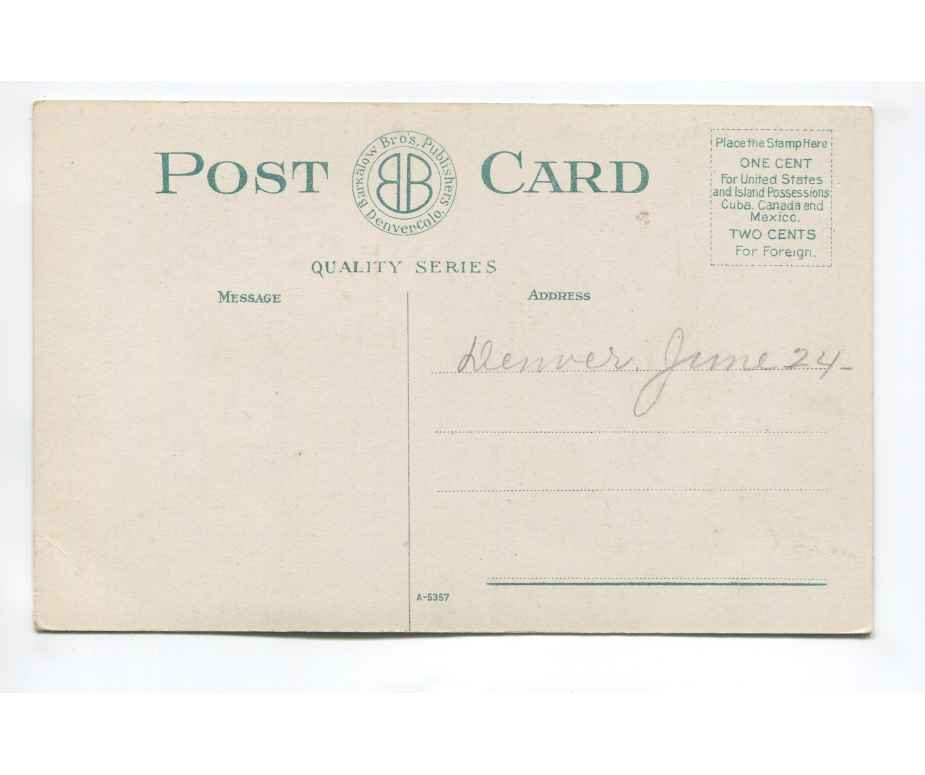 POST CARD
Barkalow Bro's. Publishers.
Denver Colo.
BB
Place the Stamp Here
ONE CENT
For United States
and Island Possessions
Cuba, Canada and
Mexico.
TWO CENTS
For Foreign.
QUALITY SERIES
MESSAGE
ADDRESS
Denver, June 24-
A-5357